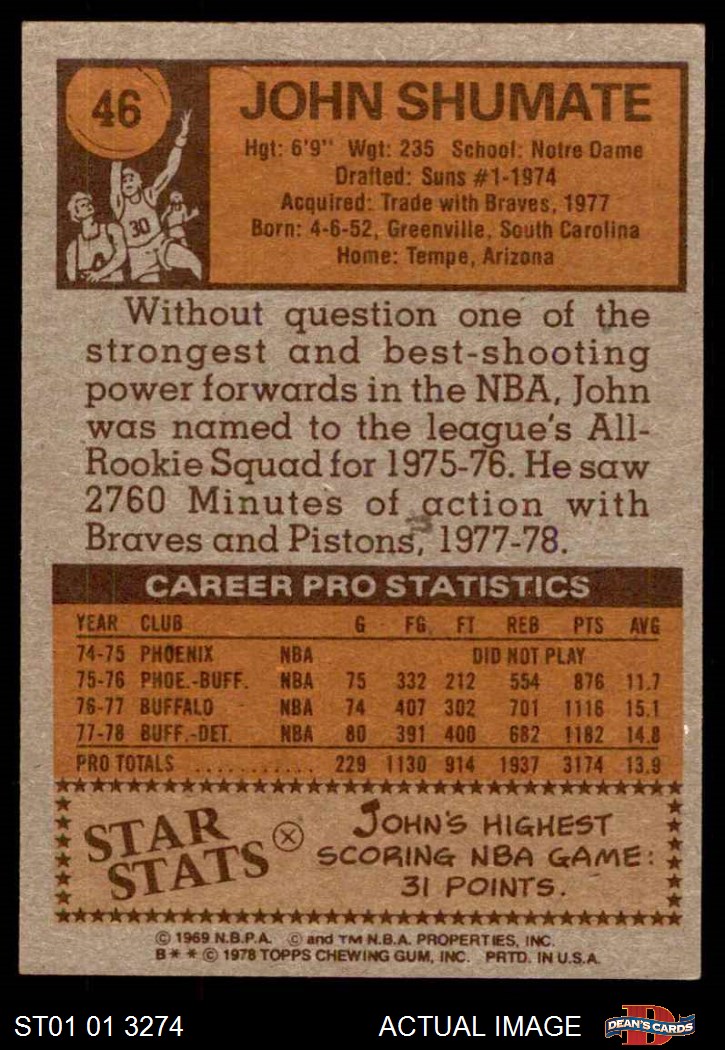 46
JOHN SHUMATE
Hgt: 6'9" Wgt: 235 School: Notre Dame
Drafted: Suns #1-1974
Acquired: Trade with Braves, 1977
Born: 4-6-52, Greenville, South Carolina
Home: Tempe, Arizona
30
Without question one of the
strongest and best-shooting
power forwards in the NBA, John
was named to the league's All-
Rookie Squad for 1975-76. He saw
2760 Minutes of action with
Braves and Pistons, 1977-78.
CAREER PRO STATISTICS
YEAR CLUB G FG FT REB PTS AVG
74-75 PHOENIX NBA DID NOT PLAY
75-76 PHOE.-BUFF. NBA 75 332 212 554 876 11.7
76-77 BUFFALO NBA 74 407 302 701 1116 15.1
77-78 BUFF.-DET. NBA 80 391 400 682 1182 14.8
PRO TOTALS ........... 229 1130 914 1937 3174 13.9
STAR STATS
JOHN'S HIGHEST
SCORING NBA GAME:
31 POINTS.
© 1969 N.B.P.A. © and TM N.B.A. PROPERTIES, INC.
B** © 1978 TOPPS CHEWING GUM, INC. PRTD. IN U.S.A.
ST01 01 3274 ACTUAL IMAGE D DEAN'S CARDS